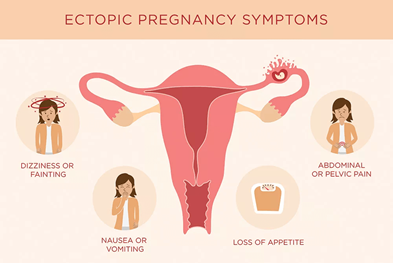 ECTOPIC PREGNANCY SYMPTOMS
DIZZINESS OR
FAINTING
NAUSEA OR
VOMITING
LOSS OF APPETITE
ABDOMINAL
OR PELVIC PAIN